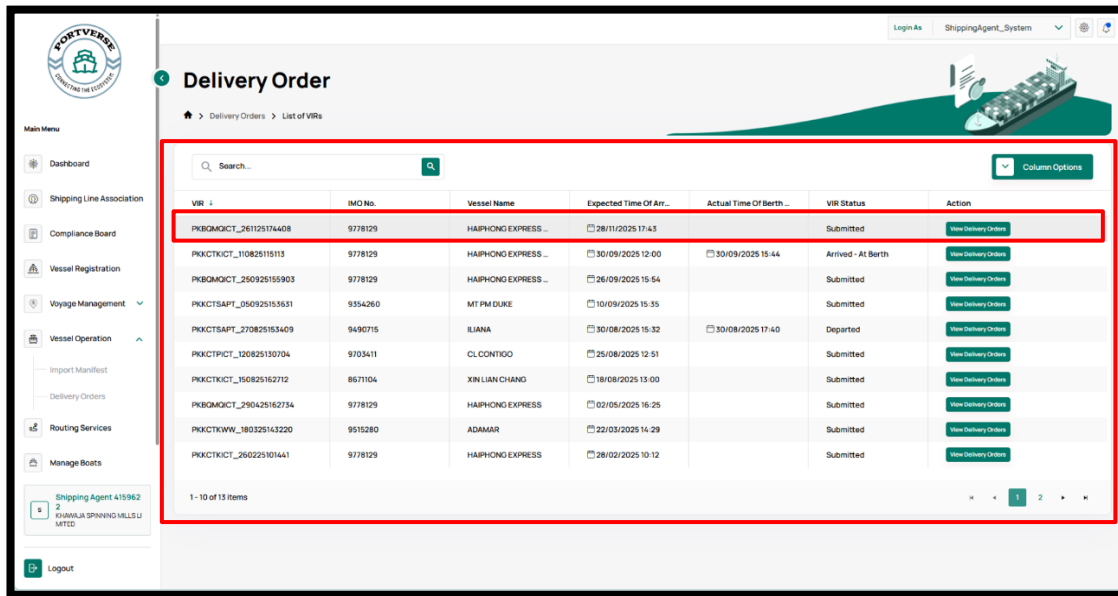 PORTVERSE
CONNECTING THE ECOSYSTEM
Login As ShippingAgent_System
Delivery Order
> Delivery Orders > List of VIRs
Main Menu
Dashboard
Shipping Line Association
Compliance Board
Vessel Registration
Voyage Management
Vessel Operation
Import Manifest
Delivery Orders
Routing Services
Manage Boats
S
Shipping Agent 415962
2
KHAWAJA SPINNING MILLS LI
MITED
Logout
Search...
Column Options
VIR ↓ IMO No. Vessel Name Expected Time Of Arr... Actual Time Of Berth ... VIR Status Action
PKBQMQICT_261125174408 9778129 HAIPHONG EXPRESS ... 28/11/2025 17:43 Submitted View Delivery Orders
PKKCTKICT_110825115113 9778129 HAIPHONG EXPRESS ... 30/09/2025 12:00 30/09/2025 15:44 Arrived - At Berth View Delivery Orders
PKBQMQICT_250925155903 9778129 HAIPHONG EXPRESS ... 26/09/2025 15:54 Submitted View Delivery Orders
PKKCTSAPT_050925153631 9354260 MT PM DUKE 10/09/2025 15:35 Submitted View Delivery Orders
PKKCTSAPT_270825153409 9490715 ILIANA 30/08/2025 15:32 30/08/2025 17:40 Departed View Delivery Orders
PKKCTPICT_120825130704 9703411 CL CONTIGO 25/08/2025 12:51 Submitted View Delivery Orders
PKKCTKICT_150825162712 8671104 XIN LIAN CHANG 18/08/2025 13:00 Submitted View Delivery Orders
PKBQMQICT_290425162734 9778129 HAIPHONG EXPRESS 02/05/2025 16:25 Submitted View Delivery Orders
PKKCTKWW_180325143220 9515280 ADAMAR 22/03/2025 14:29 Submitted View Delivery Orders
PKKCTKICT_260225101441 9778129 HAIPHONG EXPRESS 28/02/2025 10:12 Submitted View Delivery Orders
1 - 10 of 13 items
1 2